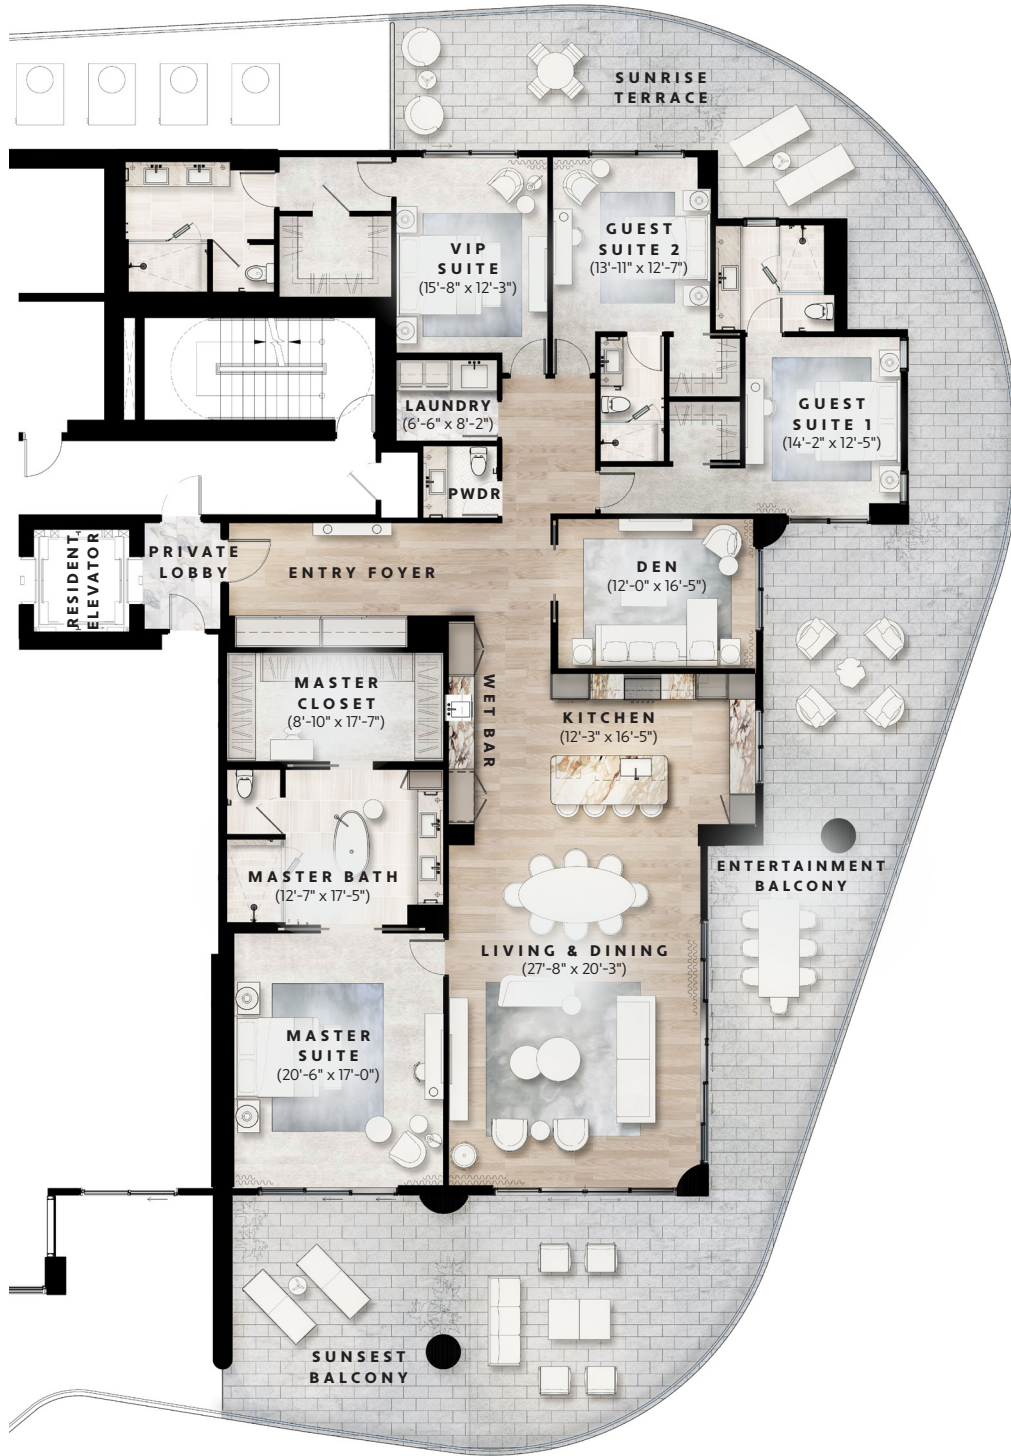 SUNRISE
TERRACE
VIP
SUITE
(15'-8" x 12'-3")
GUEST
SUITE 2
(13'-11" x 12'-7")
LAUNDRY
(6'-6" x 8'-2")
GUEST
SUITE 1
(14'-2" x 12'-5")
PWDR
RESIDENT
ELEVATOR
PRIVATE
LOBBY
ENTRY FOYER
DEN
(12'-0" x 16'-5")
MASTER
CLOSET
(8'-10" x 17'-7")
WET BAR
KITCHEN
(12'-3" x 16'-5")
MASTER BATH
(12'-7" x 17'-5")
ENTERTAINMENT
BALCONY
LIVING & DINING
(27'-8" x 20'-3")
MASTER
SUITE
(20'-6" x 17'-0")
SUNSEST
BALCONY